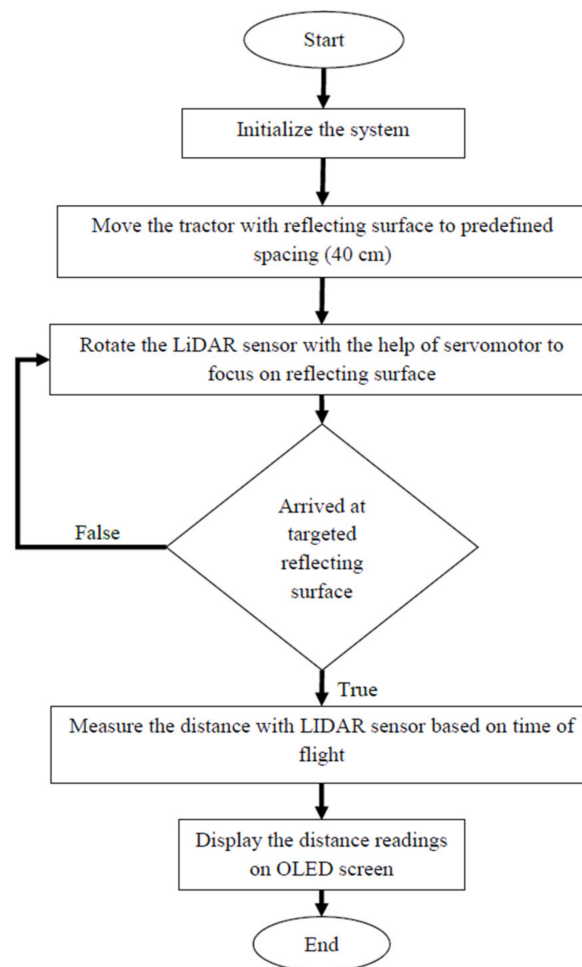 Start
Initialize the system
Move the tractor with reflecting surface to predefined
spacing (40 cm)
Rotate the LiDAR sensor with the help of servomotor to
focus on reflecting surface
Arrived at
targeted
reflecting
surface
False
True
Measure the distance with LIDAR sensor based on time of
flight
Display the distance readings
on OLED screen
End